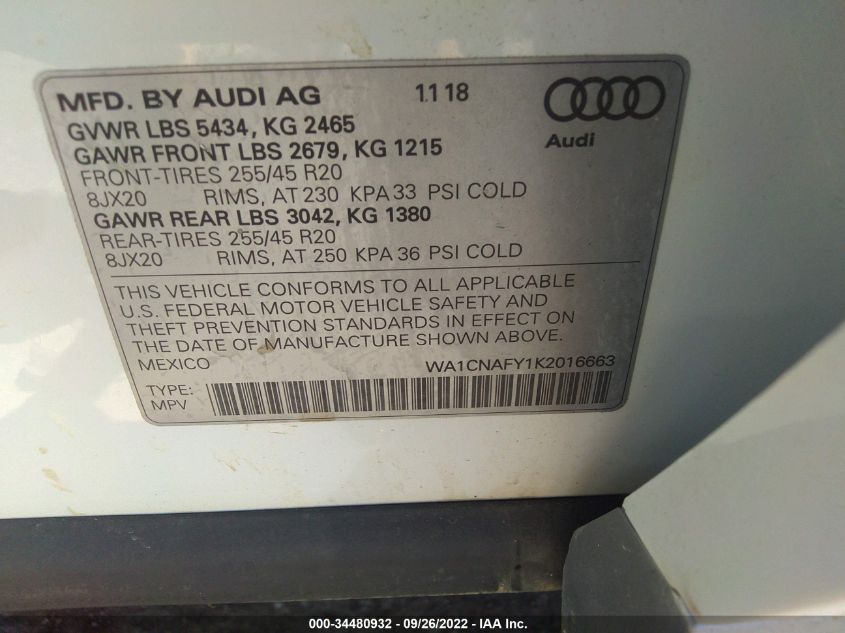 MFD. BY AUDI AG 11 18
GVWR LBS 5434, KG 2465
GAWR FRONT LBS 2679, KG 1215
Audi
FRONT-TIRES 255/45 R20
8JX20 RIMS, AT 230 KPA 33 PSI COLD
GAWR REAR LBS 3042, KG 1380
REAR-TIRES 255/45 R20
8JX20 RIMS, AT 250 KPA 36 PSI COLD
THIS VEHICLE CONFORMS TO ALL APPLICABLE
U.S. FEDERAL MOTOR VEHICLE SAFETY AND
THEFT PREVENTION STANDARDS IN EFFECT ON
THE DATE OF MANUFACTURE SHOWN ABOVE.
MEXICO WA1CNAFY1K2016663
TYPE:
MPV
000-34480932 - 09/26/2022 - IAA Inc.